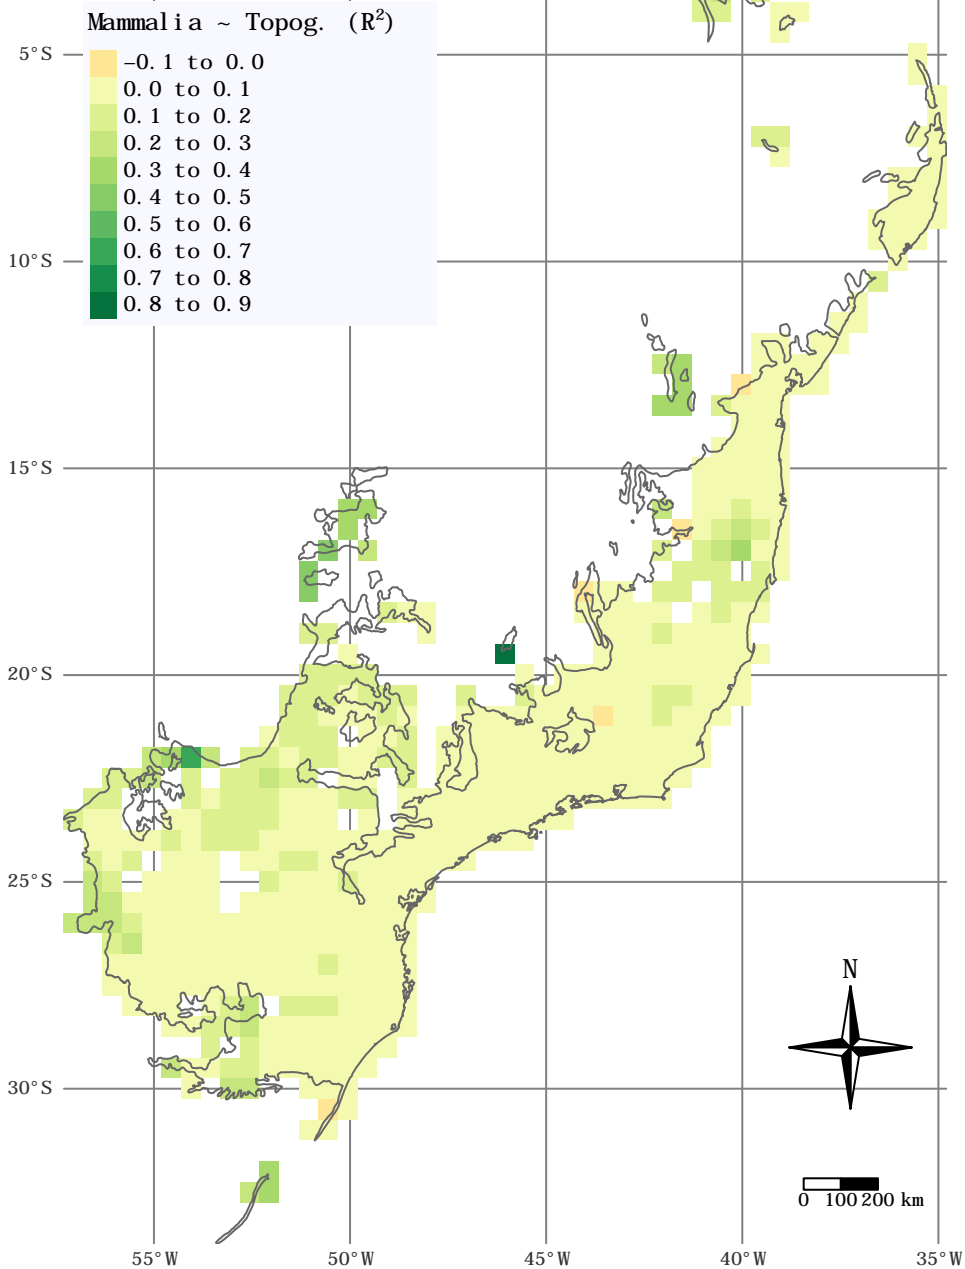 Mammalia ~ Topog. (R²)
−0.1 to 0.0
0.0 to 0.1
0.1 to 0.2
0.2 to 0.3
0.3 to 0.4
0.4 to 0.5
0.5 to 0.6
0.6 to 0.7
0.7 to 0.8
0.8 to 0.9
5°S
10°S
15°S
20°S
25°S
30°S
N
0 100 200 km
55°W 50°W 45°W 40°W 35°W